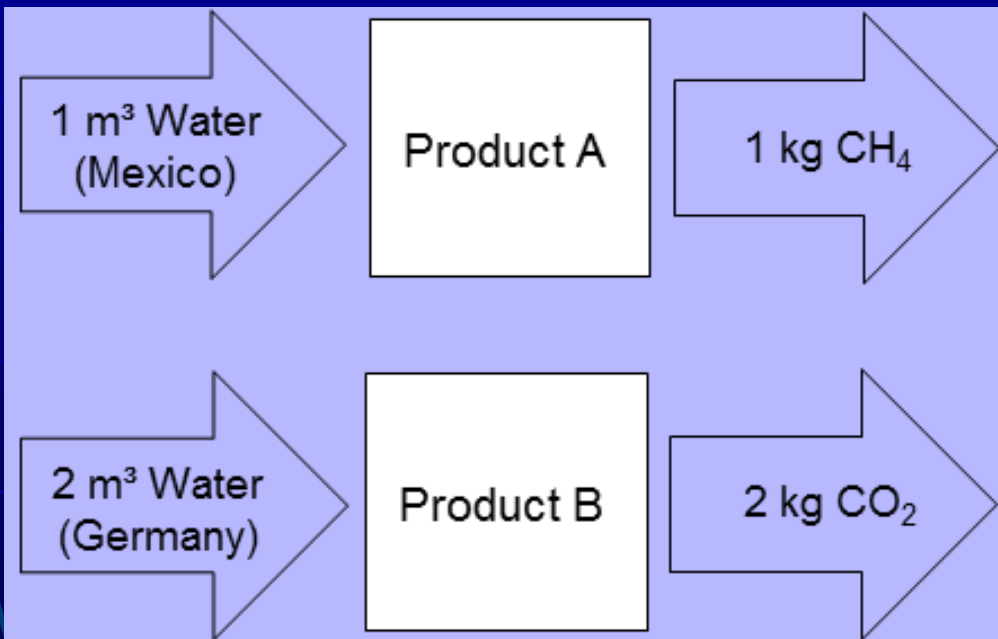 1 m³ Water
(Mexico)
Product A
1 kg CH₄
2 m³ Water
(Germany)
Product B
2 kg CO₂